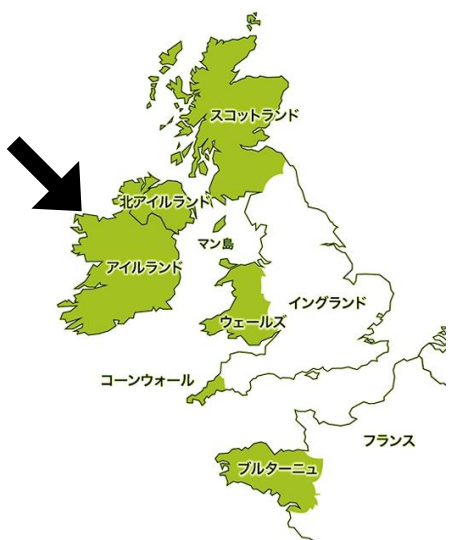 スコットランド
北アイルランド
マン島
アイルランド
イングランド
ウェールズ
コーンウォール
フランス
ブルターニュ